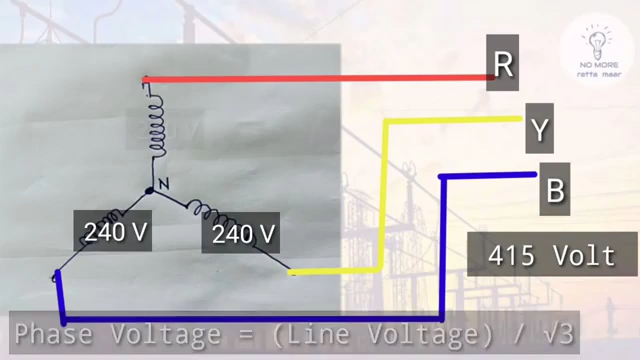 R
NO MORE
ratta maar
Y
N
B
240 V
240 V
415 Volt
Phase Voltage = (Line Voltage) / √3